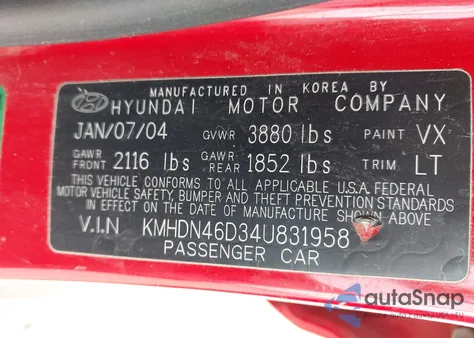 MANUFACTURED IN KOREA BY
HYUNDAI MOTOR COMPANY
JAN/07/04 GVWR 3880 lbs PAINT VX
GAWR FRONT 2116 lbs GAWR REAR 1852 lbs TRIM LT
THIS VEHICLE CONFORMS TO ALL APPLICABLE U.S.A. FEDERAL
MOTOR VEHICLE SAFETY, BUMPER AND THEFT PREVENTION STANDARDS
IN EFFECT ON THE DATE OF MANUFACTURE SHOWN ABOVE
V.I.N KMHDN46D34U831958
PASSENGER CAR
autoSnap